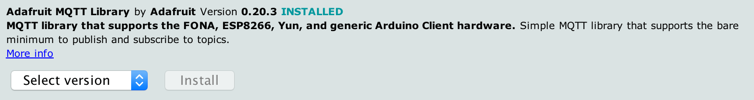 Adafruit MQTT Library by Adafruit Version 0.20.3 INSTALLED
MQTT library that supports the FONA, ESP8266, Yun, and generic Arduino Client hardware. Simple MQTT library that supports the bare
minimum to publish and subscribe to topics.
More info
Select version Install